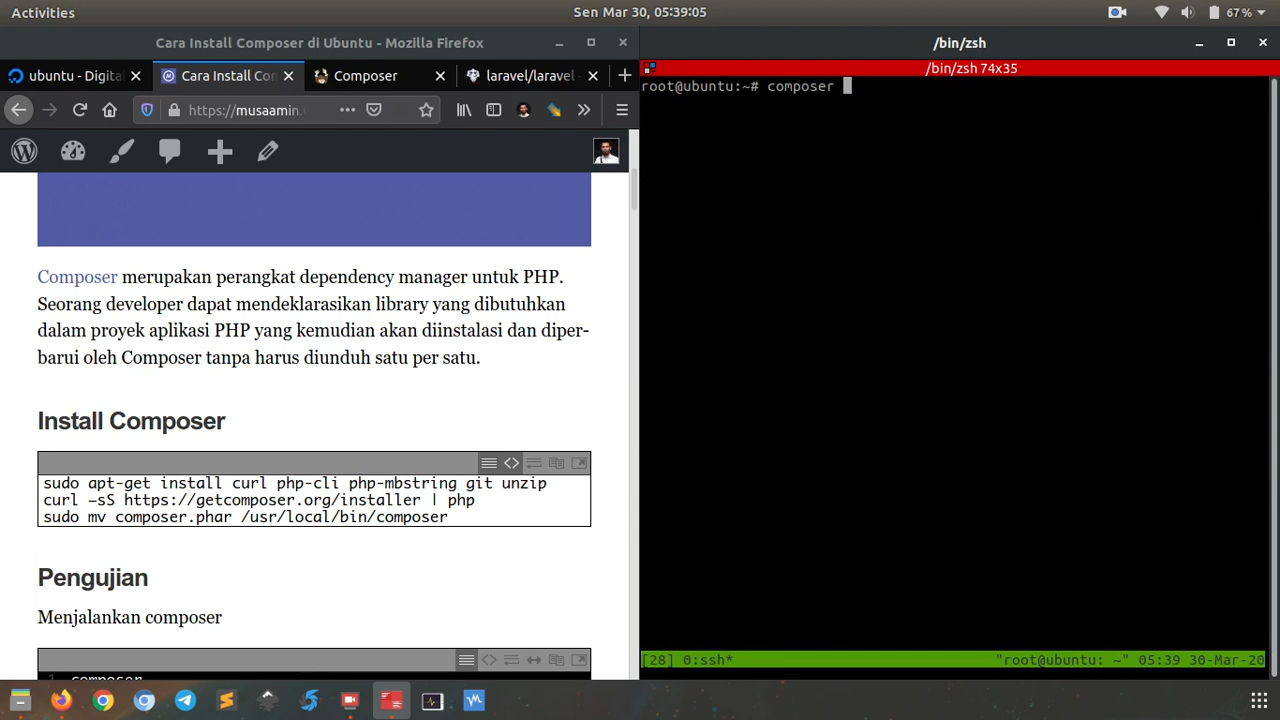 Activities
Sen Mar 30, 05:39:05
67%
Cara Install Composer di Ubuntu - Mozilla Firefox
ubuntu - Digital
Cara Install Con
Composer
laravel/laravel -
https://musaamin.
Composer merupakan perangkat dependency manager untuk PHP.
Seorang developer dapat mendeklarasikan library yang dibutuhkan
dalam proyek aplikasi PHP yang kemudian akan diinstalasi dan diper-
barui oleh Composer tanpa harus diunduh satu per satu.
Install Composer
sudo apt-get install curl php-cli php-mbstring git unzip
curl –sS https://getcomposer.org/installer | php
sudo mv composer.phar /usr/local/bin/composer
Pengujian
Menjalankan composer
1 composer
/bin/zsh
/bin/zsh 74x35
root@ubuntu:~# composer
[28] 0:ssh* "root@ubuntu: ~" 05:39 30-Mar-20